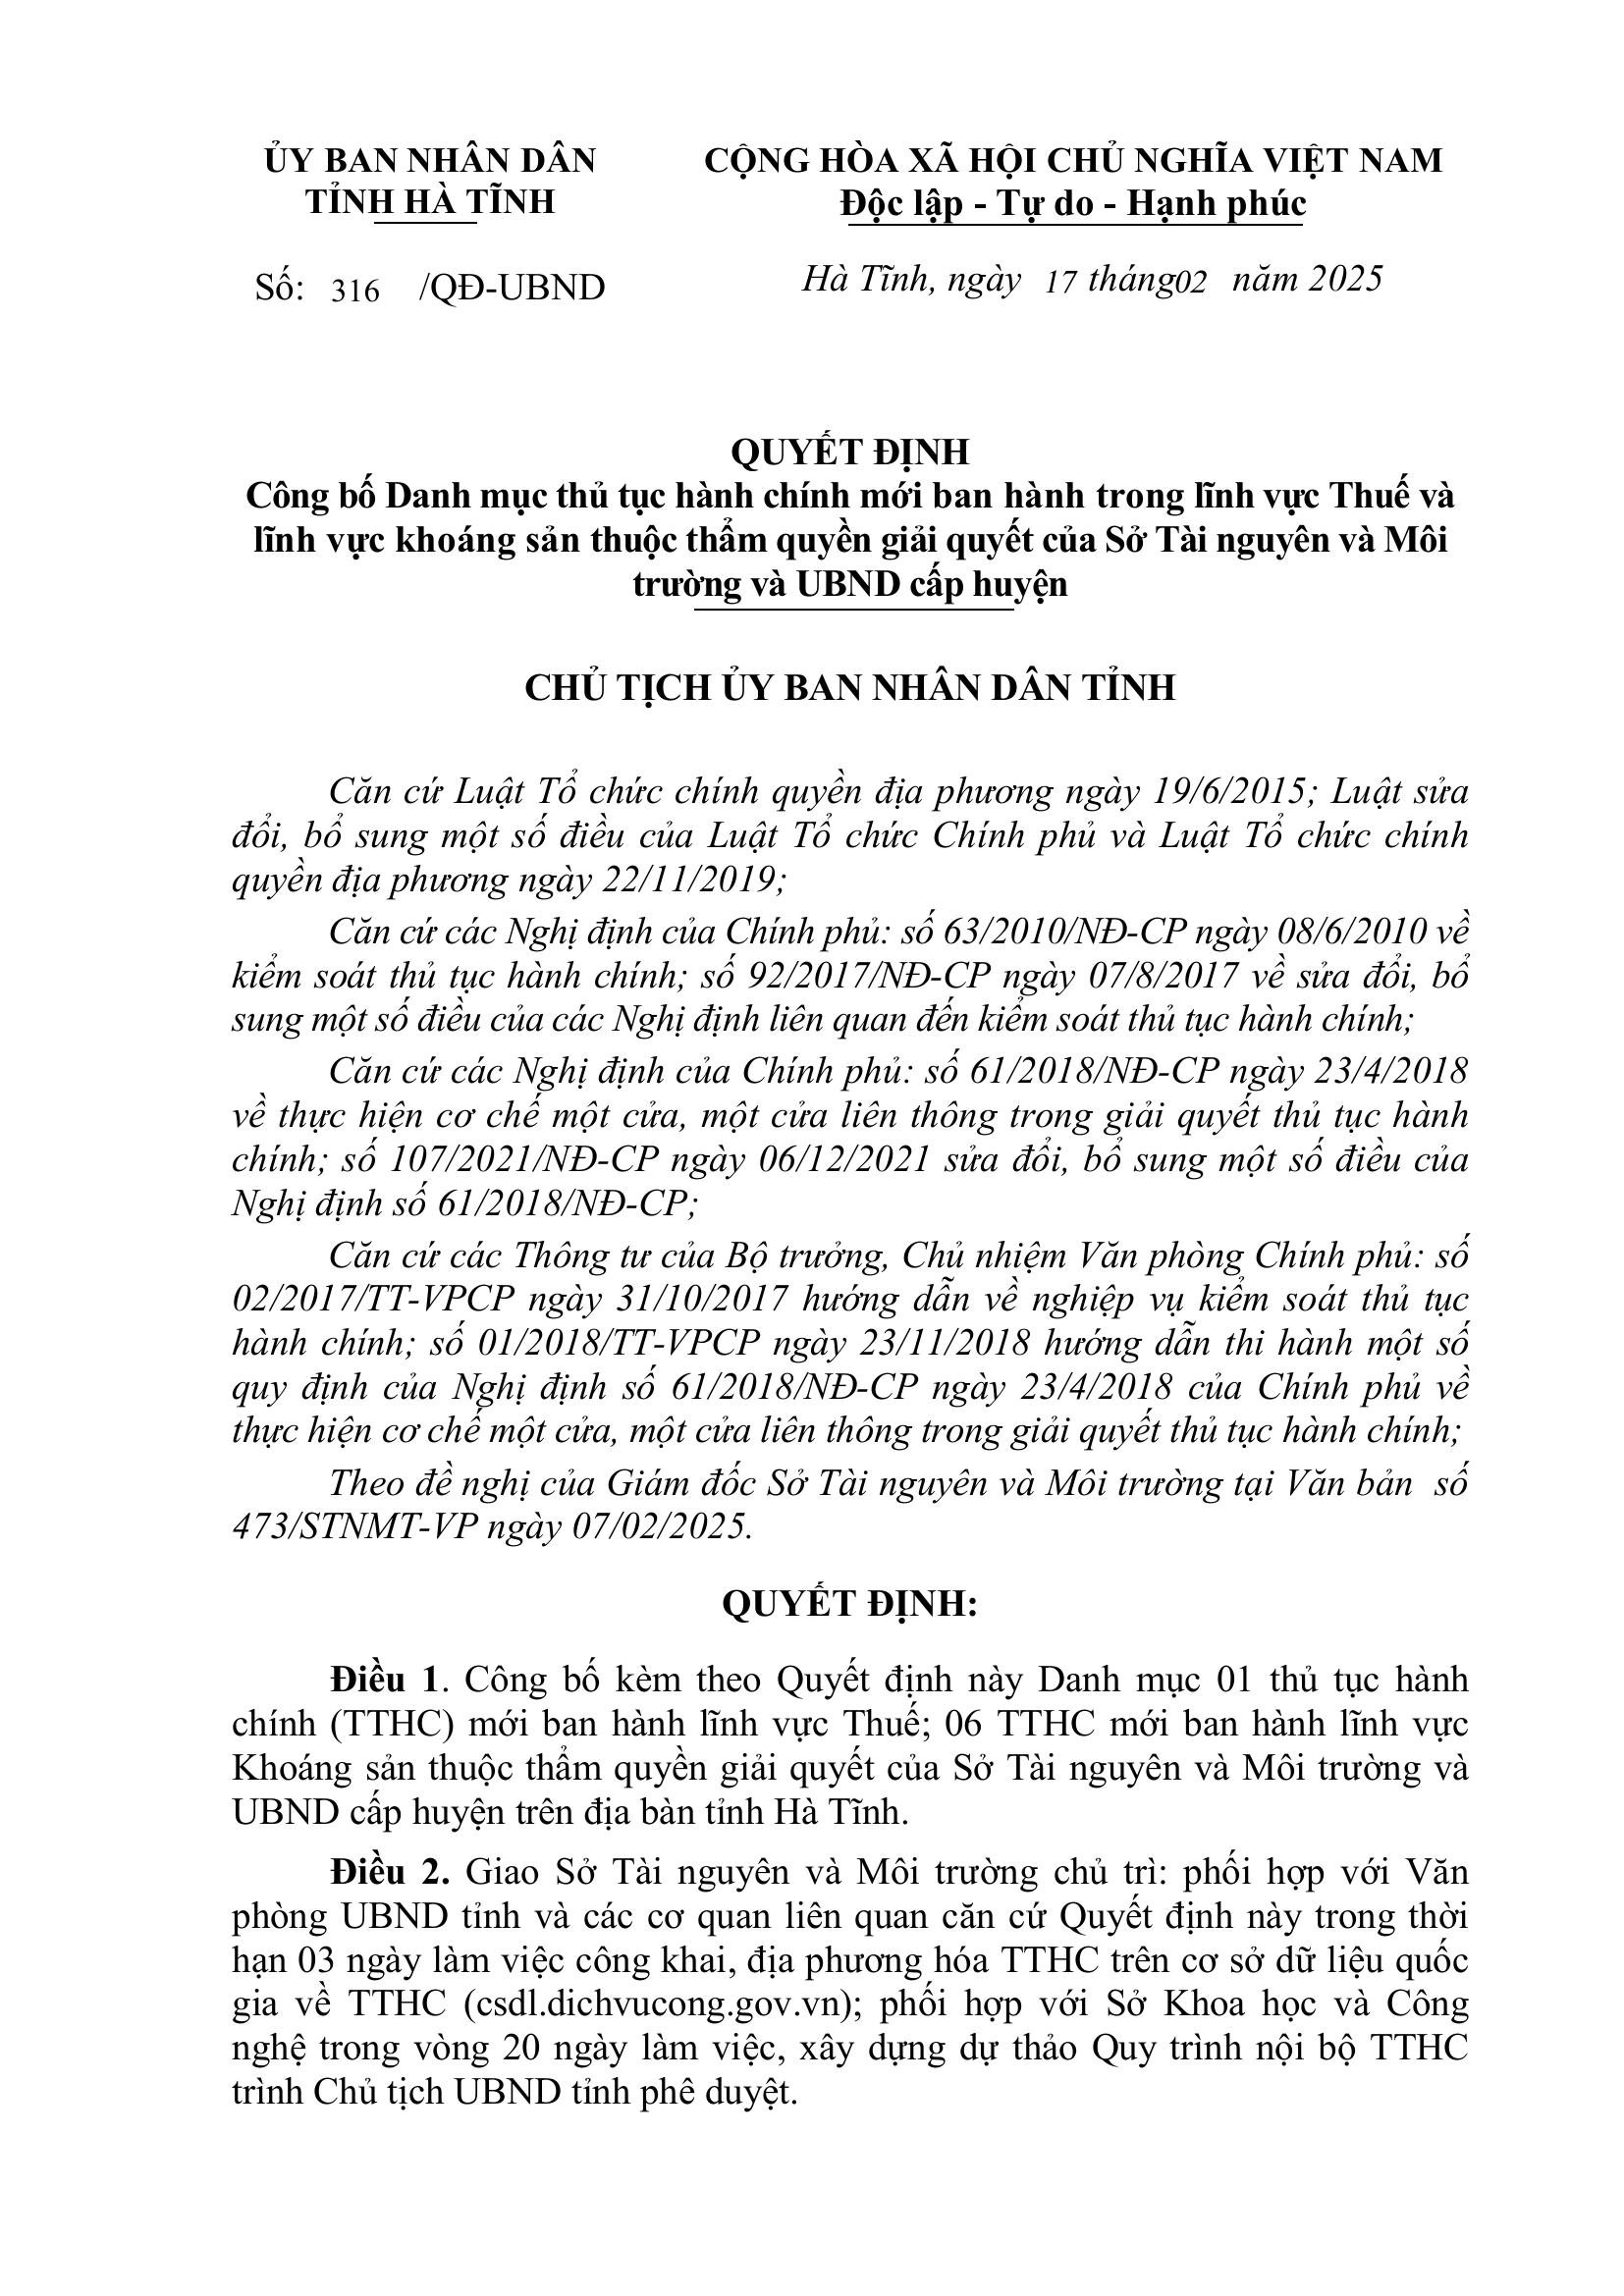 ỦY BAN NHÂN DÂN
TỈNH HÀ TĨNH
CỘNG HÒA XÃ HỘI CHỦ NGHĨA VIỆT NAM
Độc lập - Tự do - Hạnh phúc
Số: 316 /QĐ-UBND
Hà Tĩnh, ngày 17 tháng 02 năm 2025
QUYẾT ĐỊNH
Công bố Danh mục thủ tục hành chính mới ban hành trong lĩnh vực Thuế và
lĩnh vực khoáng sản thuộc thẩm quyền giải quyết của Sở Tài nguyên và Môi
trường và UBND cấp huyện
CHỦ TỊCH ỦY BAN NHÂN DÂN TỈNH
Căn cứ Luật Tổ chức chính quyền địa phương ngày 19/6/2015; Luật sửa
đổi, bổ sung một số điều của Luật Tổ chức Chính phủ và Luật Tổ chức chính
quyền địa phương ngày 22/11/2019;
Căn cứ các Nghị định của Chính phủ: số 63/2010/NĐ-CP ngày 08/6/2010 về
kiểm soát thủ tục hành chính; số 92/2017/NĐ-CP ngày 07/8/2017 về sửa đổi, bổ
sung một số điều của các Nghị định liên quan đến kiểm soát thủ tục hành chính;
Căn cứ các Nghị định của Chính phủ: số 61/2018/NĐ-CP ngày 23/4/2018
về thực hiện cơ chế một cửa, một cửa liên thông trong giải quyết thủ tục hành
chính; số 107/2021/NĐ-CP ngày 06/12/2021 sửa đổi, bổ sung một số điều của
Nghị định số 61/2018/NĐ-CP;
Căn cứ các Thông tư của Bộ trưởng, Chủ nhiệm Văn phòng Chính phủ: số
02/2017/TT-VPCP ngày 31/10/2017 hướng dẫn về nghiệp vụ kiểm soát thủ tục
hành chính; số 01/2018/TT-VPCP ngày 23/11/2018 hướng dẫn thi hành một số
quy định của Nghị định số 61/2018/NĐ-CP ngày 23/4/2018 của Chính phủ về
thực hiện cơ chế một cửa, một cửa liên thông trong giải quyết thủ tục hành chính;
Theo đề nghị của Giám đốc Sở Tài nguyên và Môi trường tại Văn bản số
473/STNMT-VP ngày 07/02/2025.
QUYẾT ĐỊNH:
Điều 1. Công bố kèm theo Quyết định này Danh mục 01 thủ tục hành
chính (TTHC) mới ban hành lĩnh vực Thuế; 06 TTHC mới ban hành lĩnh vực
Khoáng sản thuộc thẩm quyền giải quyết của Sở Tài nguyên và Môi trường và
UBND cấp huyện trên địa bàn tỉnh Hà Tĩnh.
Điều 2. Giao Sở Tài nguyên và Môi trường chủ trì: phối hợp với Văn
phòng UBND tỉnh và các cơ quan liên quan căn cứ Quyết định này trong thời
hạn 03 ngày làm việc công khai, địa phương hóa TTHC trên cơ sở dữ liệu quốc
gia về TTHC (csdl.dichvucong.gov.vn); phối hợp với Sở Khoa học và Công
nghệ trong vòng 20 ngày làm việc, xây dựng dự thảo Quy trình nội bộ TTHC
trình Chủ tịch UBND tỉnh phê duyệt.